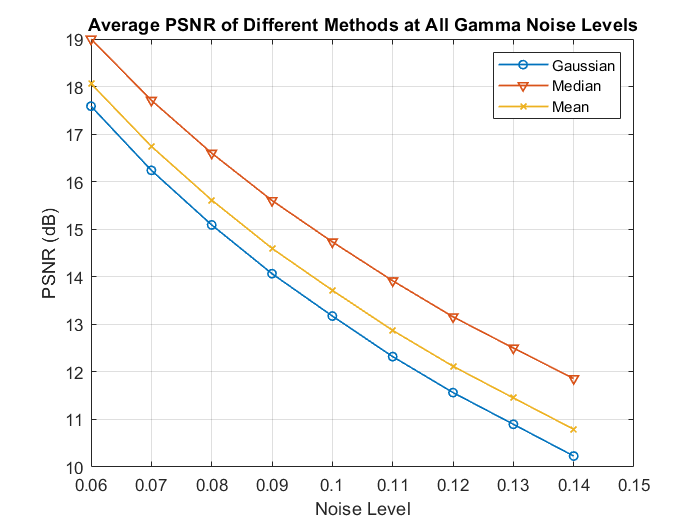 Average PSNR of Different Methods at All Gamma Noise Levels
Gaussian
Median
Mean
PSNR (dB)
19
18
17
16
15
14
13
12
11
10
0.06 0.07 0.08 0.09 0.1 0.11 0.12 0.13 0.14 0.15
Noise Level